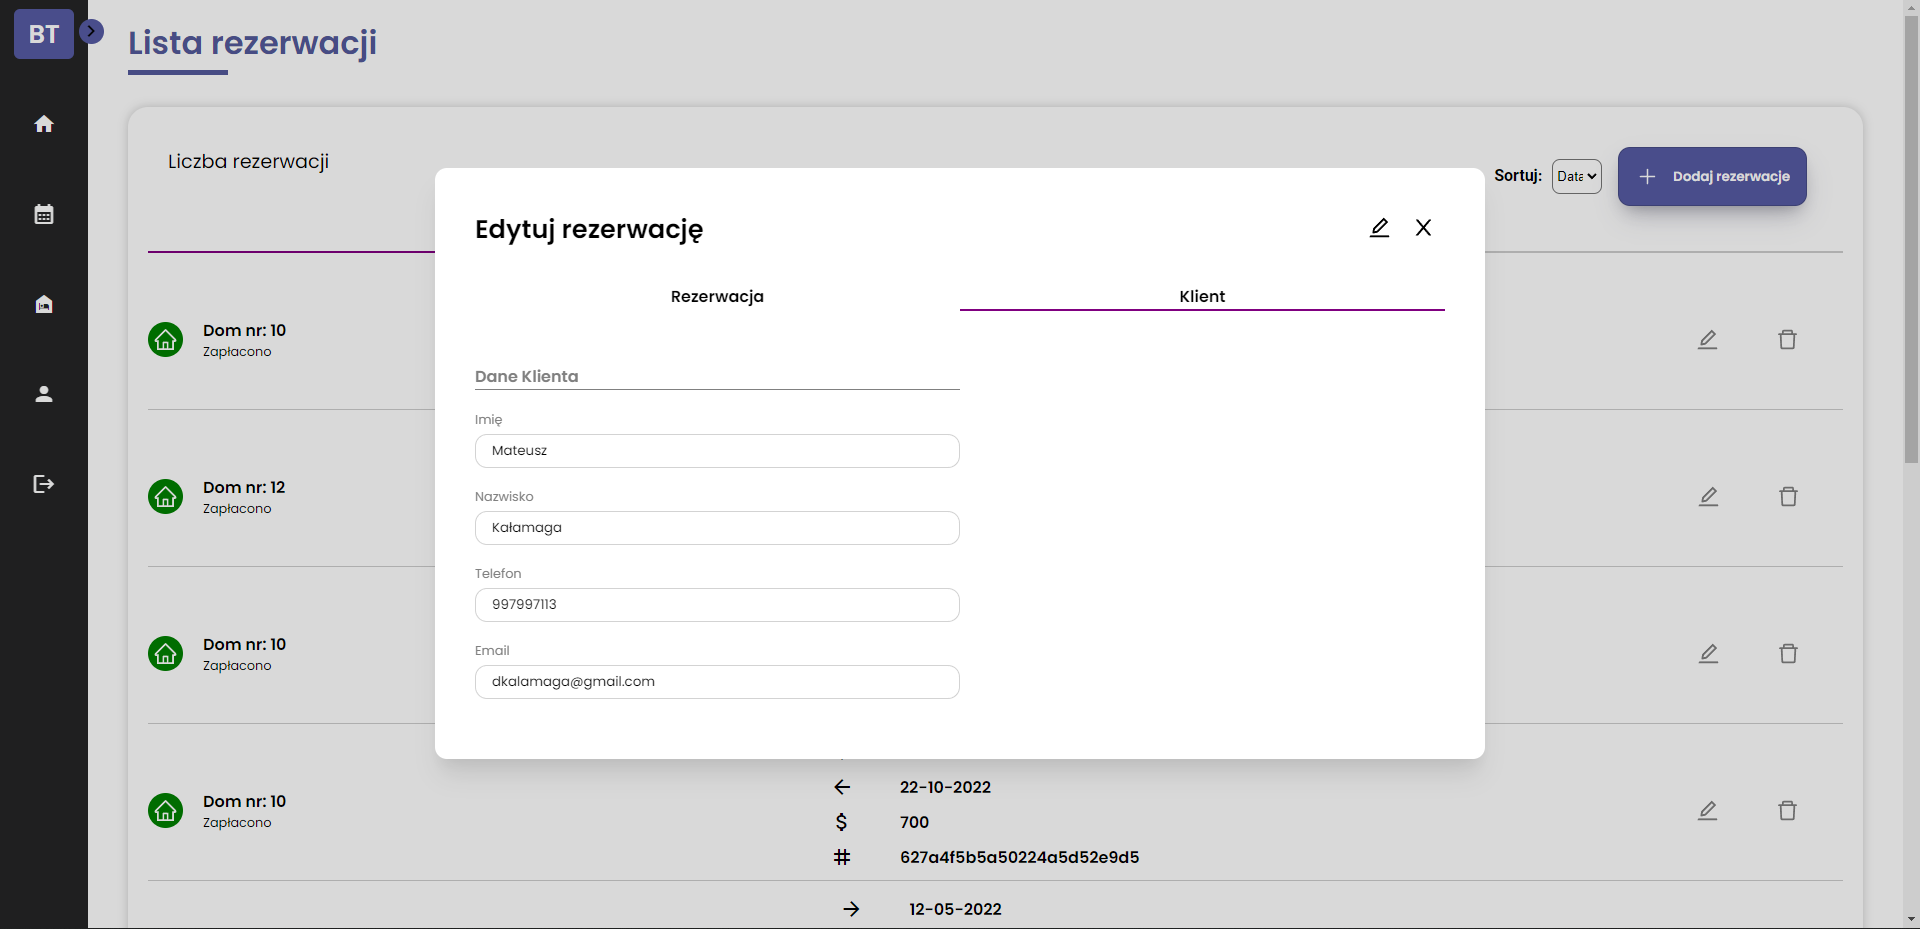 BT
Lista rezerwacji
Liczba rezerwacji
Sortuj:
Data
Dodaj rezerwacje
Edytuj rezerwację
Rezerwacja
Klient
Dane Klienta
Imię
Mateusz
Nazwisko
Kałamaga
Telefon
997997113
Email
dkalamaga@gmail.com
Dom nr: 10
Zapłacono
Dom nr: 12
Zapłacono
Dom nr: 10
Zapłacono
Dom nr: 10
Zapłacono
22-10-2022
$ 700
# 627a4f5b5a50224a5d52e9d5
12-05-2022